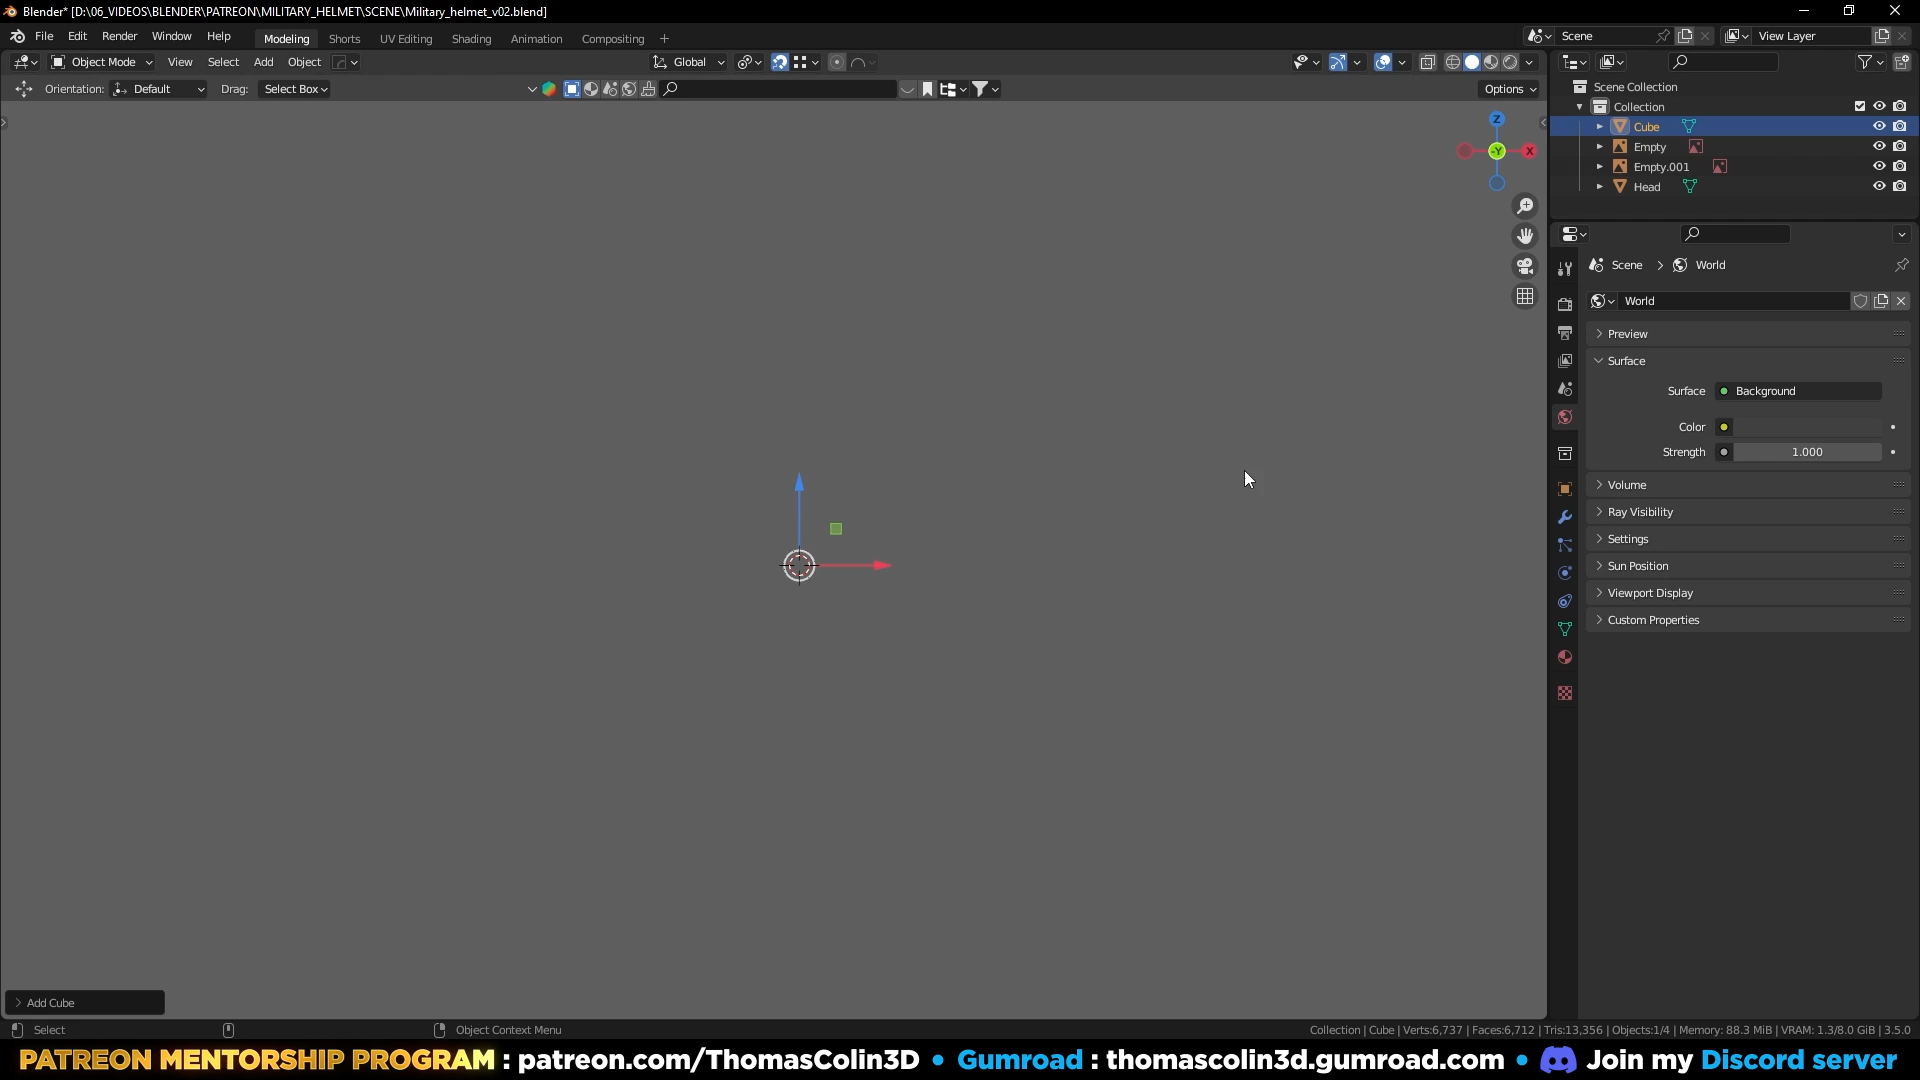 Blender* [D:\06_VIDEOS\BLENDER\PATREON\MILITARY_HELMET\SCENE\Military_helmet_v02.blend]
File Edit Render Window Help Modeling Shorts UV Editing Shading Animation Compositing + Scene View Layer
Object Mode View Select Add Object Global
Orientation: Default Drag: Select Box Options
Scene Collection
Collection
Cube
Empty
Empty.001
Head
Z
-Y X
Scene > World
World
Preview
Surface
Surface Background
Color
Strength 1.000
Volume
Ray Visibility
Settings
Sun Position
Viewport Display
Custom Properties
Add Cube
Select Object Context Menu Collection | Cube | Verts:6,737 | Faces:6,712 | Tris:13,356 | Objects:1/4 | Memory: 88.3 MiB | VRAM: 1.3/8.0 GiB | 3.5.0
PATREON MENTORSHIP PROGRAM : patreon.com/ThomasColin3D • Gumroad : thomascolin3d.gumroad.com • Join my Discord server